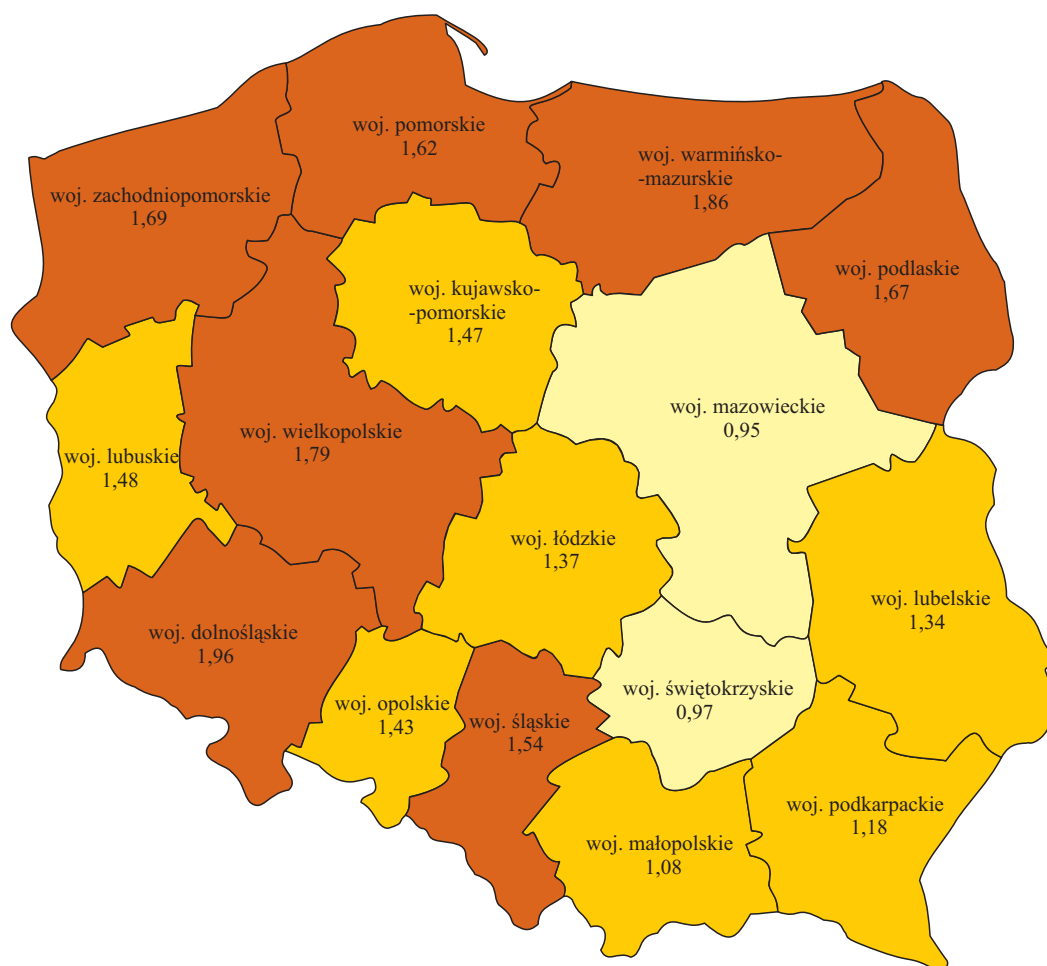 woj. pomorskie
1,62
woj. warmińsko-
-mazurskie
1,86
woj. zachodniopomorskie
1,69
woj. podlaskie
1,67
woj. kujawsko-
-pomorskie
1,47
woj. mazowieckie
0,95
woj. wielkopolskie
1,79
woj. lubuskie
1,48
woj. łódzkie
1,37
woj. lubelskie
1,34
woj. dolnośląskie
1,96
woj. świętokrzyskie
0,97
woj. opolskie
1,43
woj. śląskie
1,54
woj. podkarpackie
1,18
woj. małopolskie
1,08